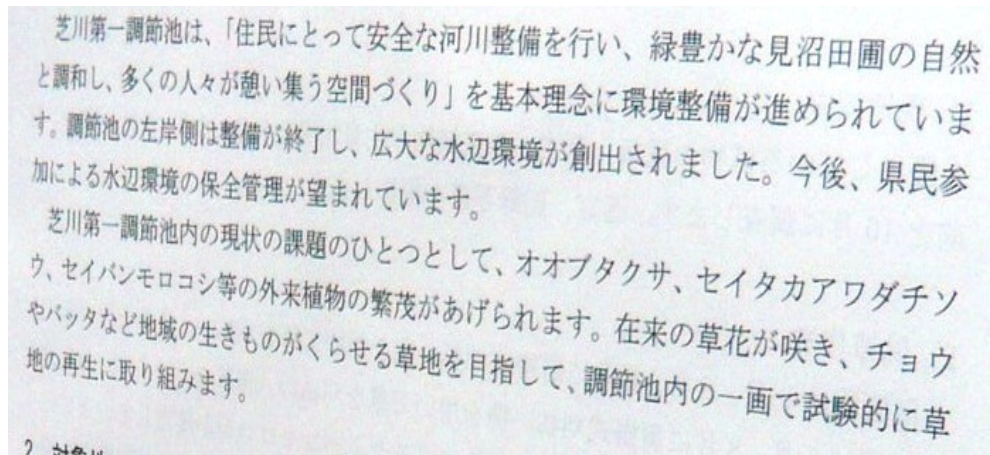 芝川第一調節池は、「住民にとって安全な河川整備を行い、緑豊かな見沼田圃の自然
と調和し、多くの人々が憩い集う空間づくり」を基本理念に環境整備が進められていま
す。調節池の左岸側は整備が終了し、広大な水辺環境が創出されました。今後、県民参
加による水辺環境の保全管理が望まれています。
芝川第一調節池内の現状の課題のひとつとして、オオブタクサ、セイタカアワダチソ
ウ、セイバンモロコシ等の外来植物の繁茂があげられます。在来の草花が咲き、チョウ
やバッタなど地域の生きものがくらせる草地を目指して、調節池内の一画で試験的に草
地の再生に取り組みます。
2 対象